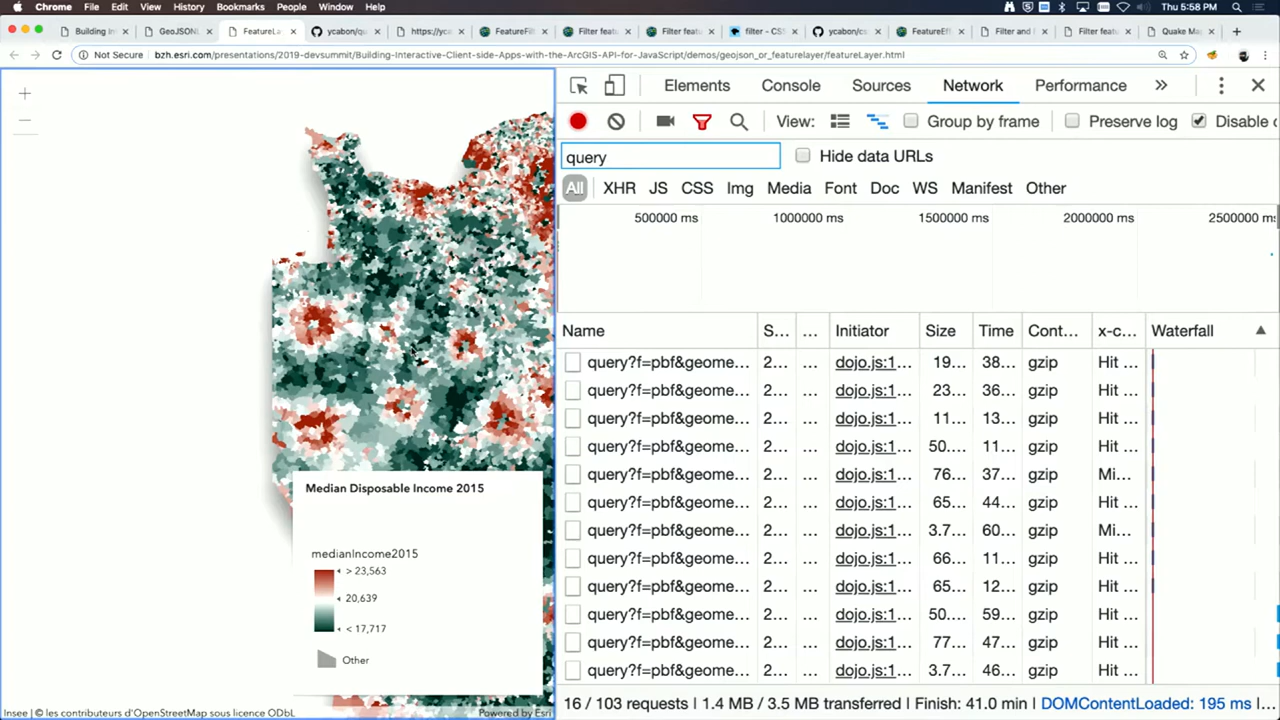 Chrome File Edit View History Bookmarks People Window Help Thu 5:58 PM
Building in GeoJSONL FeatureLay ycabon/qu https://yca FeatureFilt Filter featu Filter featu filter - CSS ycabon/cs FeatureEff Filter and Filter featu Quake Map
Not Secure bzh.esri.com/presentations/2019-devsummit/Building-Interactive-Client-side-Apps-with-the-ArcGIS-API-for-JavaScript/demos/geojson_or_featurelayer/featureLayer.html
Elements Console Sources Network Performance »
View: Group by frame Preserve log Disable c
query Hide data URLs
All XHR JS CSS Img Media Font Doc WS Manifest Other
500000 ms 1000000 ms 1500000 ms 2000000 ms 2500000 ms
Name S... ... Initiator Size Time Cont... x-c... Waterfall
query?f=pbf&geome... 2... ... dojo.js:1... 19... 38... gzip Hit ...
query?f=pbf&geome... 2... ... dojo.js:1... 23... 36... gzip Hit ...
query?f=pbf&geome... 2... ... dojo.js:1... 11... 13... gzip Hit ...
query?f=pbf&geome... 2... ... dojo.js:1... 50... 11... gzip Hit ...
query?f=pbf&geome... 2... ... dojo.js:1... 76... 37... gzip Mi...
query?f=pbf&geome... 2... ... dojo.js:1... 65... 44... gzip Hit ...
query?f=pbf&geome... 2... ... dojo.js:1... 3.7... 60... gzip Mi...
query?f=pbf&geome... 2... ... dojo.js:1... 66... 11... gzip Hit ...
query?f=pbf&geome... 2... ... dojo.js:1... 65... 12... gzip Hit ...
query?f=pbf&geome... 2... ... dojo.js:1... 50... 59... gzip Hit ...
query?f=pbf&geome... 2... ... dojo.js:1... 77... 47... gzip Hit ...
query?f=pbf&geome... 2... ... dojo.js:1... 3.7... 46... gzip Hit ...
16 / 103 requests | 1.4 MB / 3.5 MB transferred | Finish: 41.0 min | DOMContentLoaded: 195 ms |...
Median Disposable Income 2015
medianIncome2015
> 23,563
20,639
< 17,717
Other
Insee | © les contributeurs d'OpenStreetMap sous licence ODbL Powered by Esri